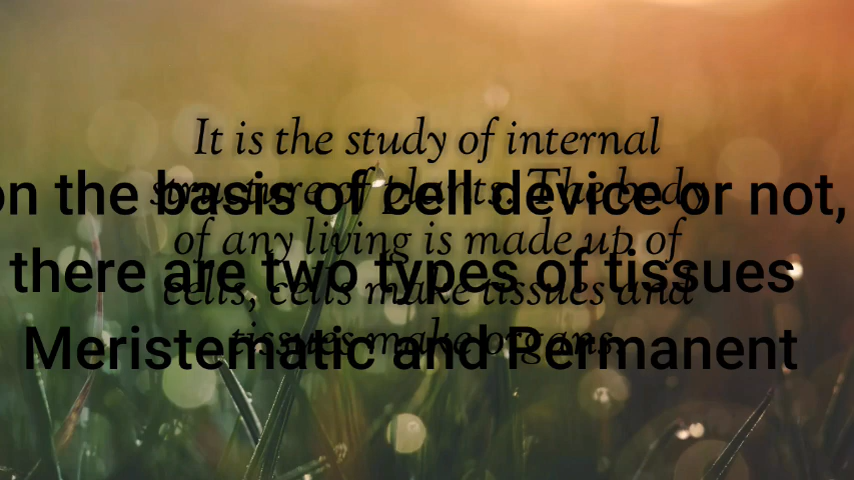 It is the study of internal
structure of plants. The body
of any living is made up of
cells, cells make tissues and
tissues make organs.
on the basis of cell device or not,
there are two types of tissues
Meristematic and Permanent